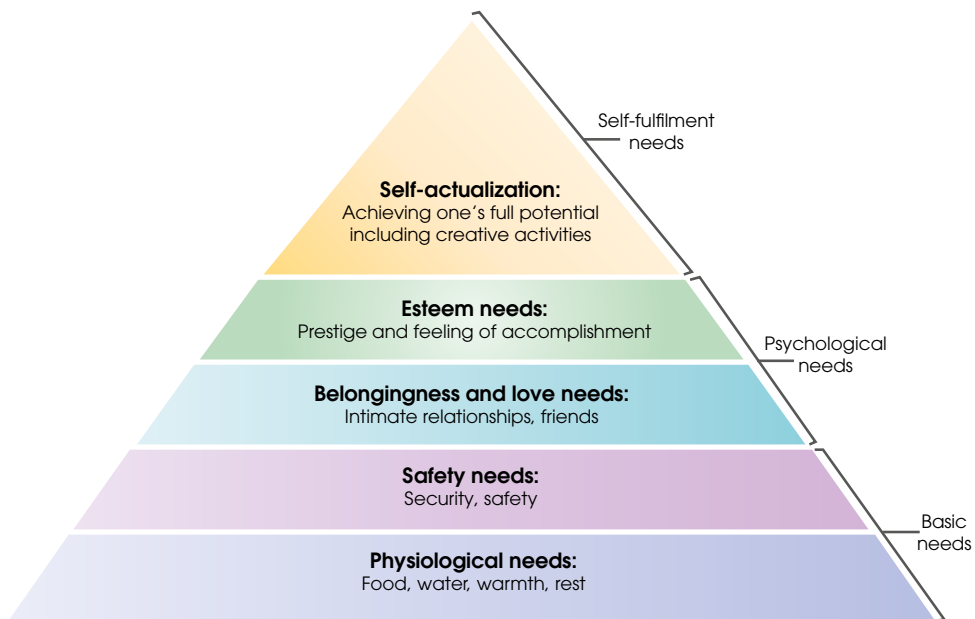 Self-fulfilment
needs
Self-actualization:
Achieving one's full potential
including creative activities
Esteem needs:
Prestige and feeling of accomplishment
Psychological
needs
Belongingness and love needs:
Intimate relationships, friends
Safety needs:
Security, safety
Basic
needs
Physiological needs:
Food, water, warmth, rest